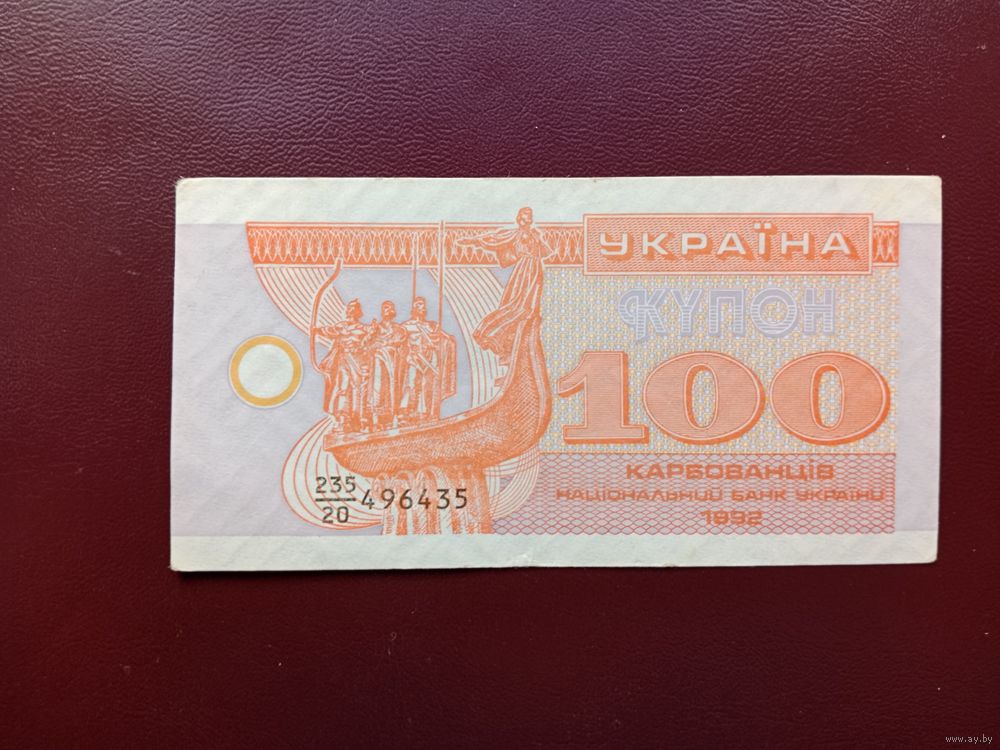 УКРАЇНА
КУПОН
100
КАРБОВАНЦІВ
НАЦІОНАЛЬНИЙ БАНК УКРАЇНИ
1992
235/20 496435
www.ay.by